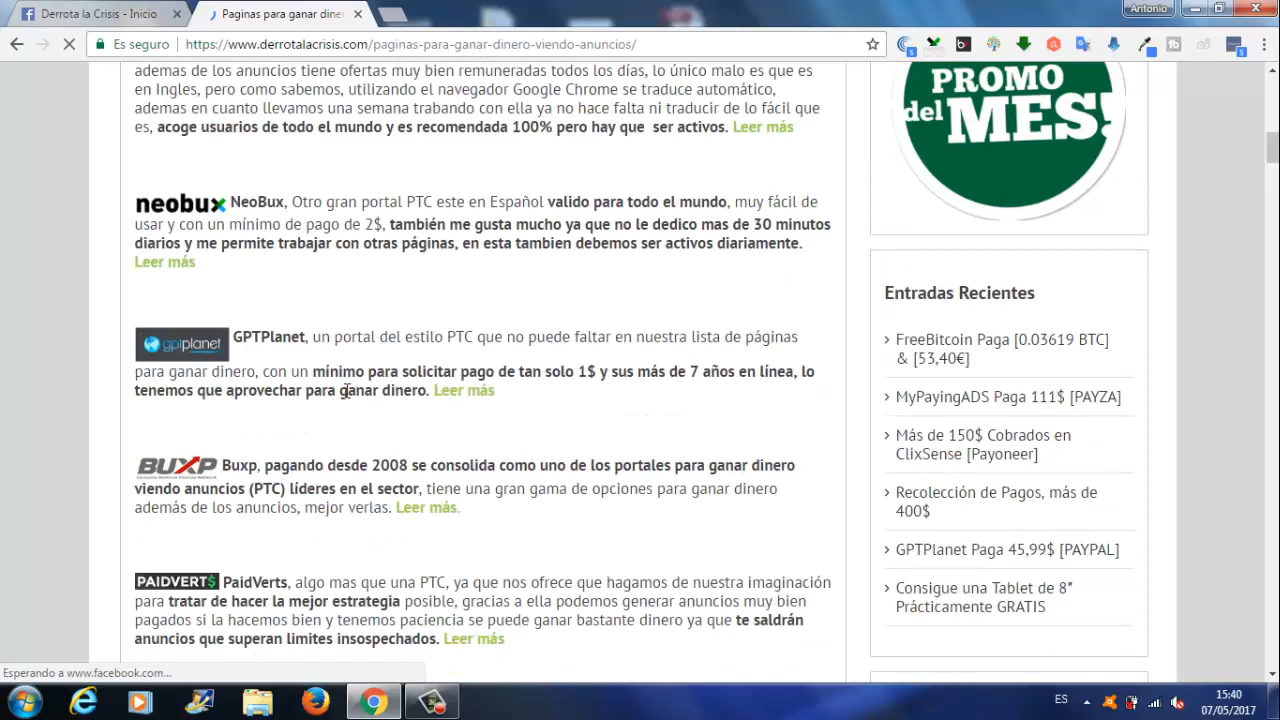 Derrota la Crisis - Inicio
Paginas para ganar diner
Antonio
Es seguro
https://www.derrotalacrisis.com/paginas-para-ganar-dinero-viendo-anuncios/
ademas de los anuncios tiene ofertas muy bien remuneradas todos los días, lo único malo es que es
en Ingles, pero como sabemos, utilizando el navegador Google Chrome se traduce automático,
ademas en cuanto llevemos una semana trabando con ella ya no hace falta ni traducir de lo fácil que
es, acoge usuarios de todo el mundo y es recomendada 100% pero hay que ser activos. Leer más
neobux NeoBux, Otro gran portal PTC este en Español valido para todo el mundo, muy fácil de
usar y con un mínimo de pago de 2$, también me gusta mucho ya que no le dedico mas de 30 minutos
diarios y me permite trabajar con otras páginas, en esta tambien debemos ser activos diariamente.
Leer más
gptplanet GPTPlanet, un portal del estilo PTC que no puede faltar en nuestra lista de páginas
para ganar dinero, con un mínimo para solicitar pago de tan solo 1$ y sus más de 7 años en línea, lo
tenemos que aprovechar para ganar dinero. Leer más
BUXP Buxp, pagando desde 2008 se consolida como uno de los portales para ganar dinero
viendo anuncios (PTC) líderes en el sector, tiene una gran gama de opciones para ganar dinero
además de los anuncios, mejor verlas. Leer más.
PAIDVERT$ PaidVerts, algo mas que una PTC, ya que nos ofrece que hagamos de nuestra imaginación
para tratar de hacer la mejor estrategia posible, gracias a ella podemos generar anuncios muy bien
pagados si la hacemos bien y tenemos paciencia se puede ganar bastante dinero ya que te saldrán
anuncios que superan limites insospechados. Leer más
PROMO
del MES!
Entradas Recientes
FreeBitcoin Paga [0.03619 BTC]
& [53,40€]
MyPayingADS Paga 111$ [PAYZA]
Más de 150$ Cobrados en
ClixSense [Payoneer]
Recolección de Pagos, más de
400$
GPTPlanet Paga 45,99$ [PAYPAL]
Consigue una Tablet de 8″
Prácticamente GRATIS
Esperando a www.facebook.com...
ES
15:40
07/05/2017